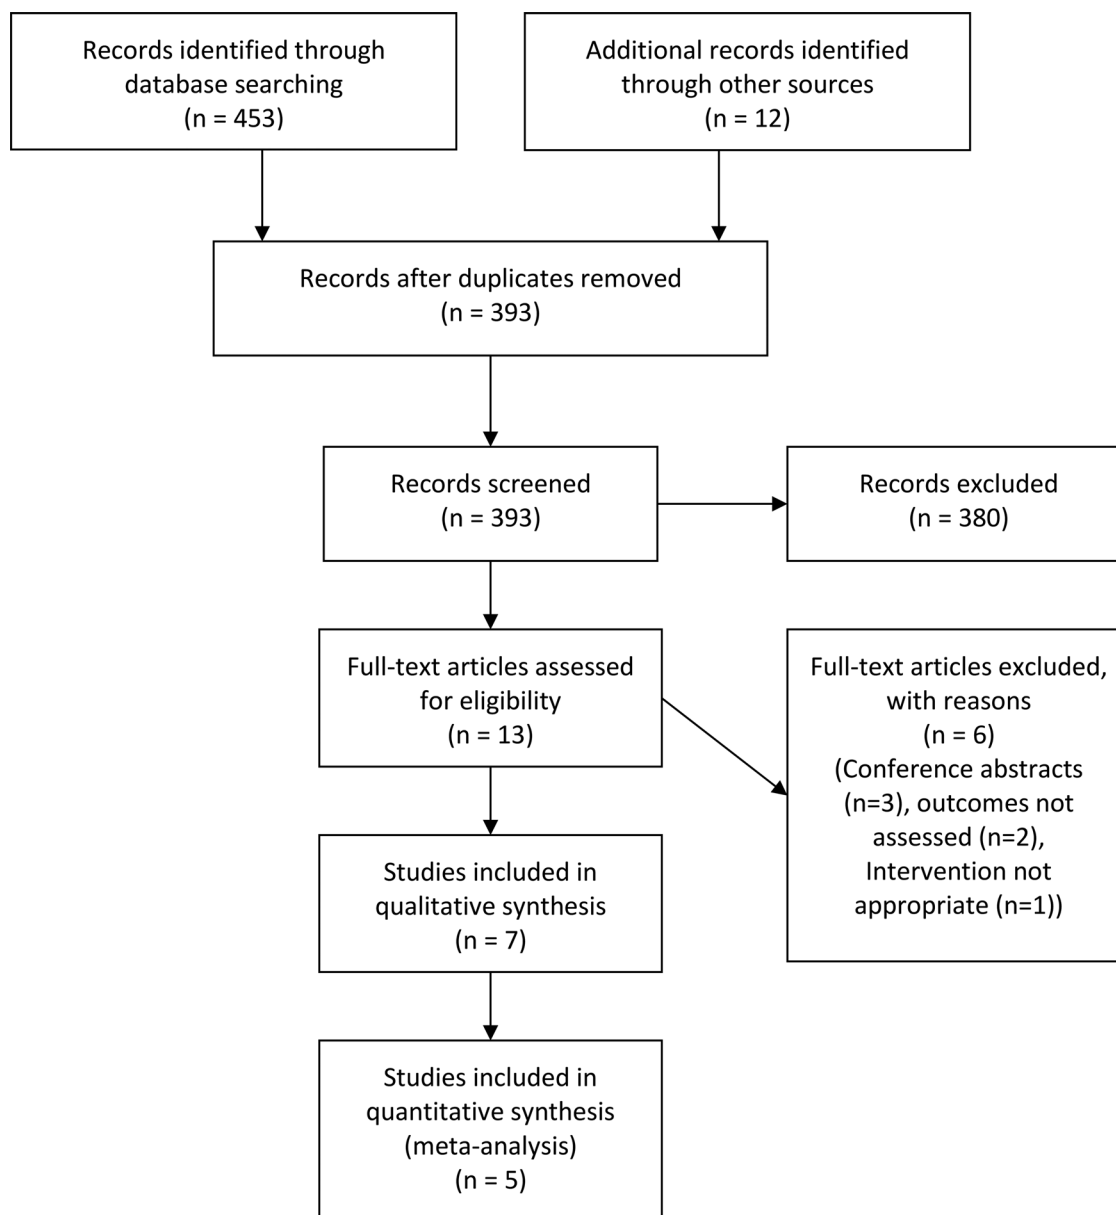 Records identified through
database searching
(n = 453)
Additional records identified
through other sources
(n = 12)
Records after duplicates removed
(n = 393)
Records screened
(n = 393)
Records excluded
(n = 380)
Full-text articles assessed
for eligibility
(n = 13)
Full-text articles excluded,
with reasons
(n = 6)
(Conference abstracts
(n=3), outcomes not
assessed (n=2),
Intervention not
appropriate (n=1))
Studies included in
qualitative synthesis
(n = 7)
Studies included in
quantitative synthesis
(meta-analysis)
(n = 5)